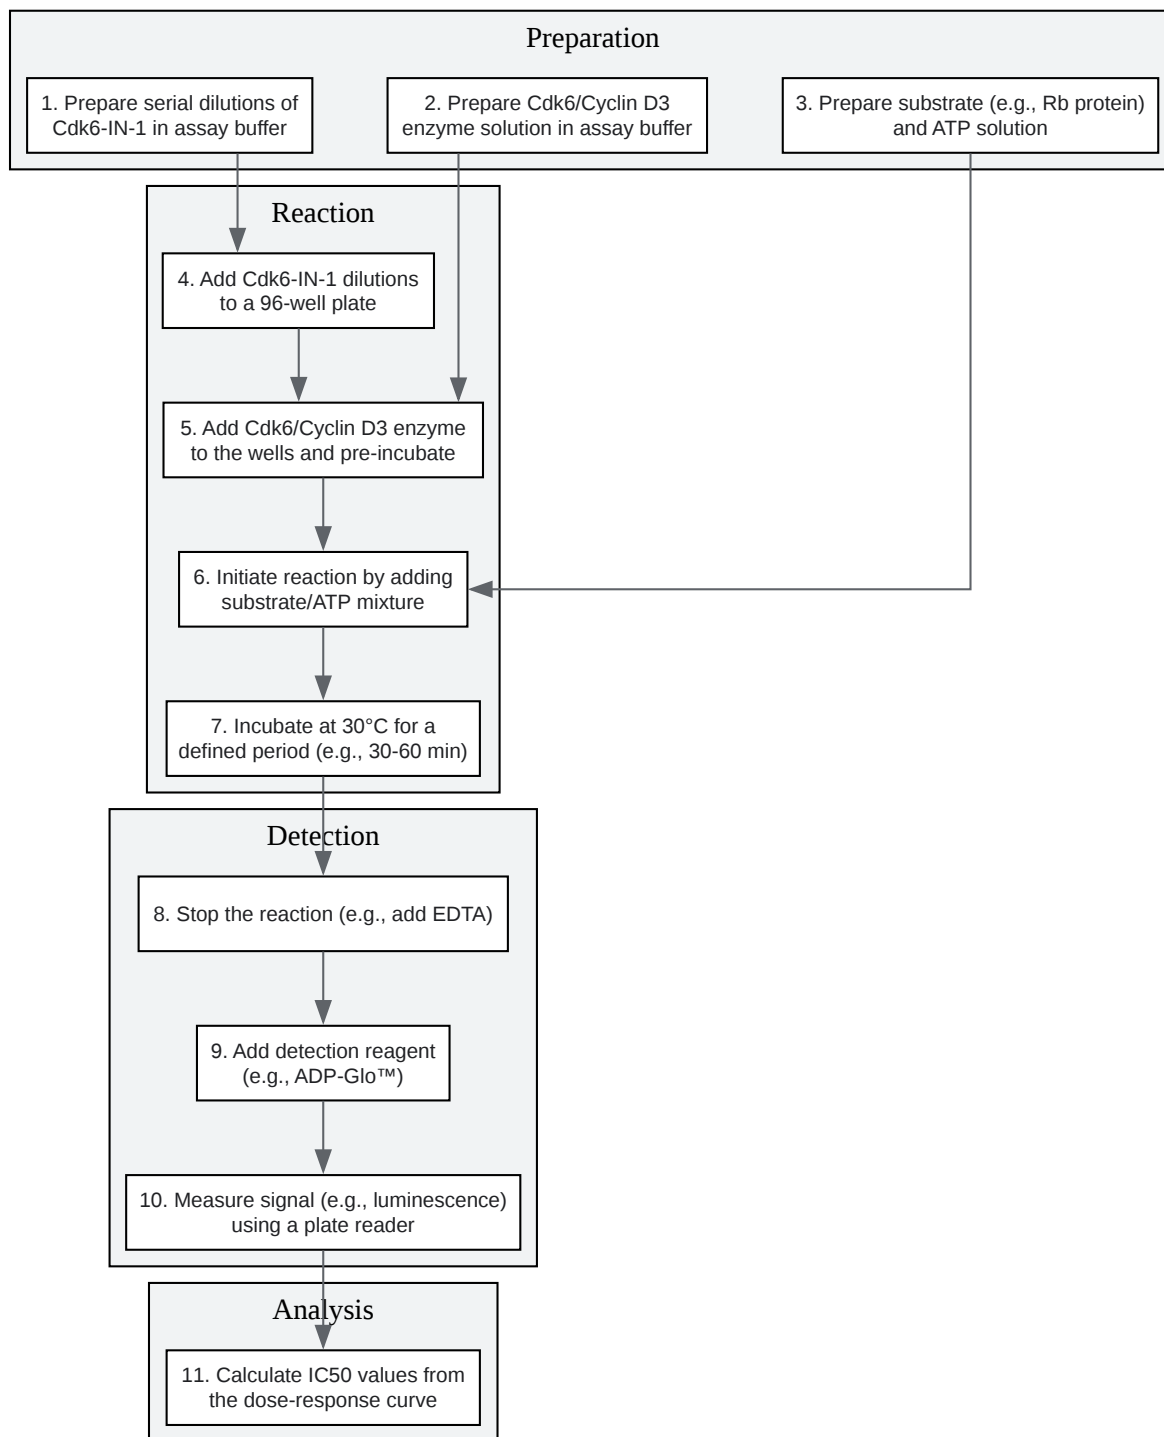 Preparation
1. Prepare serial dilutions of
Cdk6-IN-1 in assay buffer
2. Prepare Cdk6/Cyclin D3
enzyme solution in assay buffer
3. Prepare substrate (e.g., Rb protein)
and ATP solution
Reaction
4. Add Cdk6-IN-1 dilutions
to a 96-well plate
5. Add Cdk6/Cyclin D3 enzyme
to the wells and pre-incubate
6. Initiate reaction by adding
substrate/ATP mixture
7. Incubate at 30°C for a
defined period (e.g., 30-60 min)
Detection
8. Stop the reaction (e.g., add EDTA)
9. Add detection reagent
(e.g., ADP-Glo™)
10. Measure signal (e.g., luminescence)
using a plate reader
Analysis
11. Calculate IC50 values from
the dose-response curve